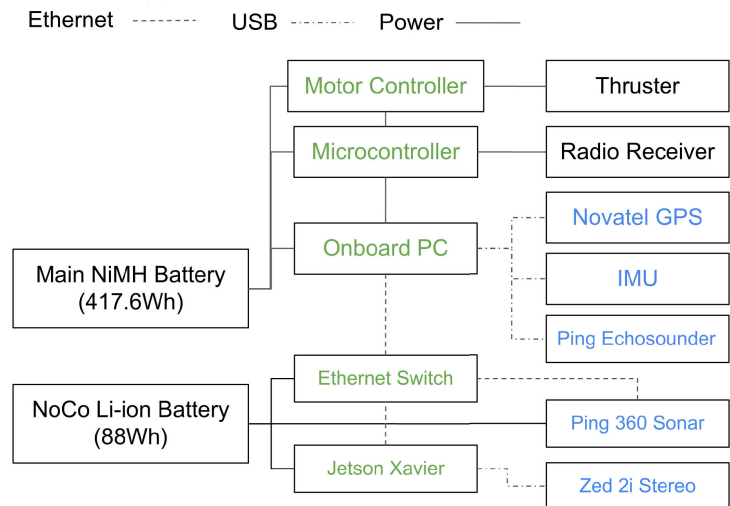 Ethernet USB Power
Motor Controller
Thruster
Microcontroller
Radio Receiver
Novatel GPS
Onboard PC
Main NiMH Battery
(417.6Wh)
IMU
Ping Echosounder
Ethernet Switch
NoCo Li-ion Battery
(88Wh)
Ping 360 Sonar
Jetson Xavier
Zed 2i Stereo